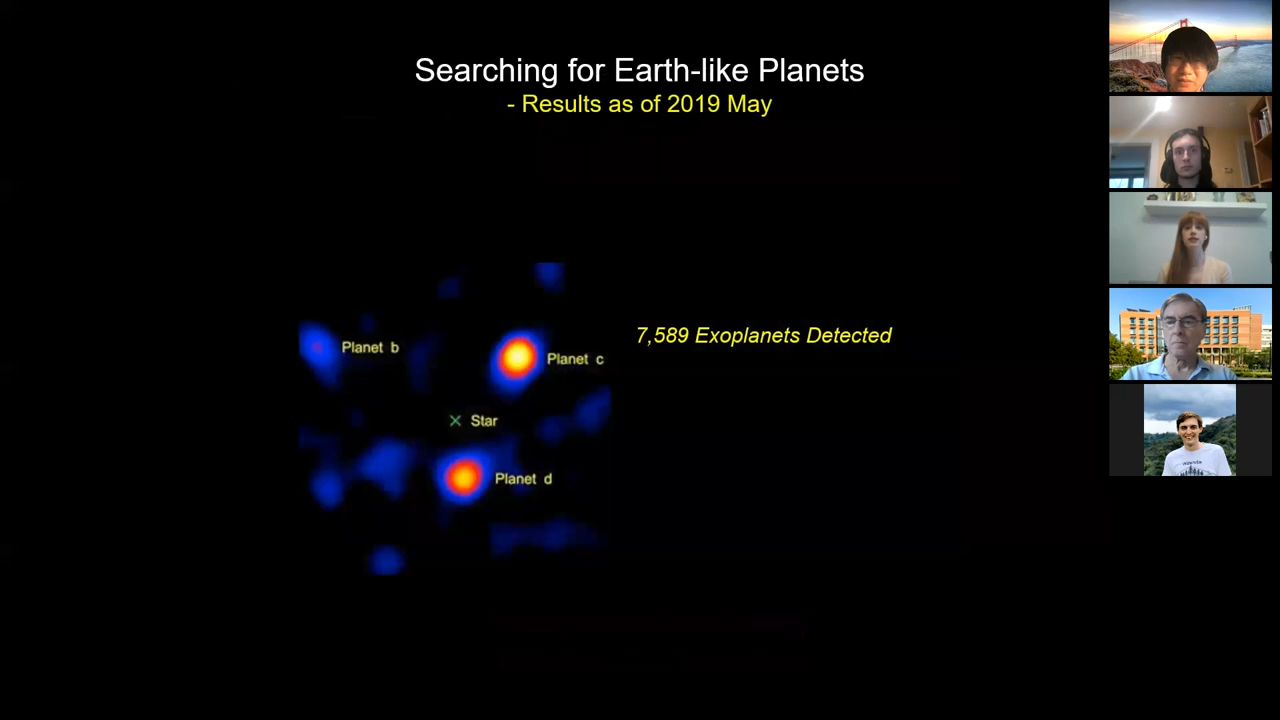 Searching for Earth-like Planets
- Results as of 2019 May
7,589 Exoplanets Detected
Planet b
Planet c
Star
Planet d